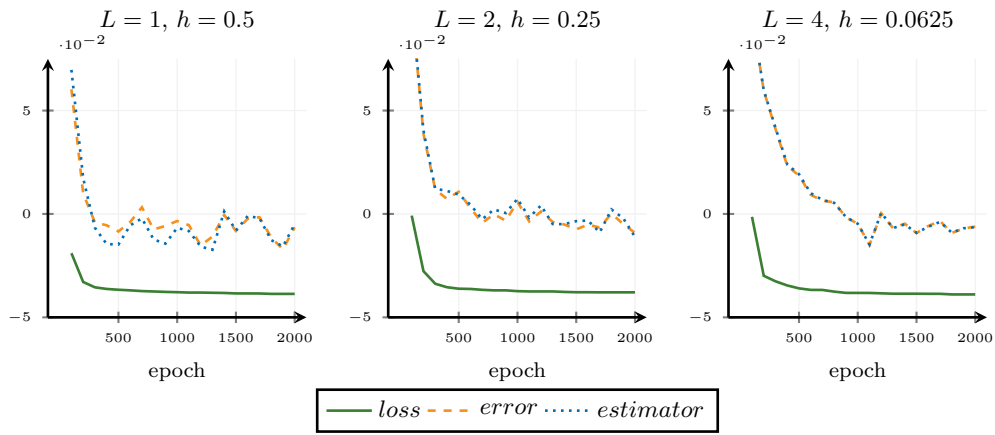 L = 1, h = 0.5
·10⁻²
5
0
−5
500 1000 1500 2000
epoch
L = 2, h = 0.25
·10⁻²
5
0
−5
500 1000 1500 2000
epoch
L = 4, h = 0.0625
·10⁻²
5
0
−5
500 1000 1500 2000
epoch
loss error estimator